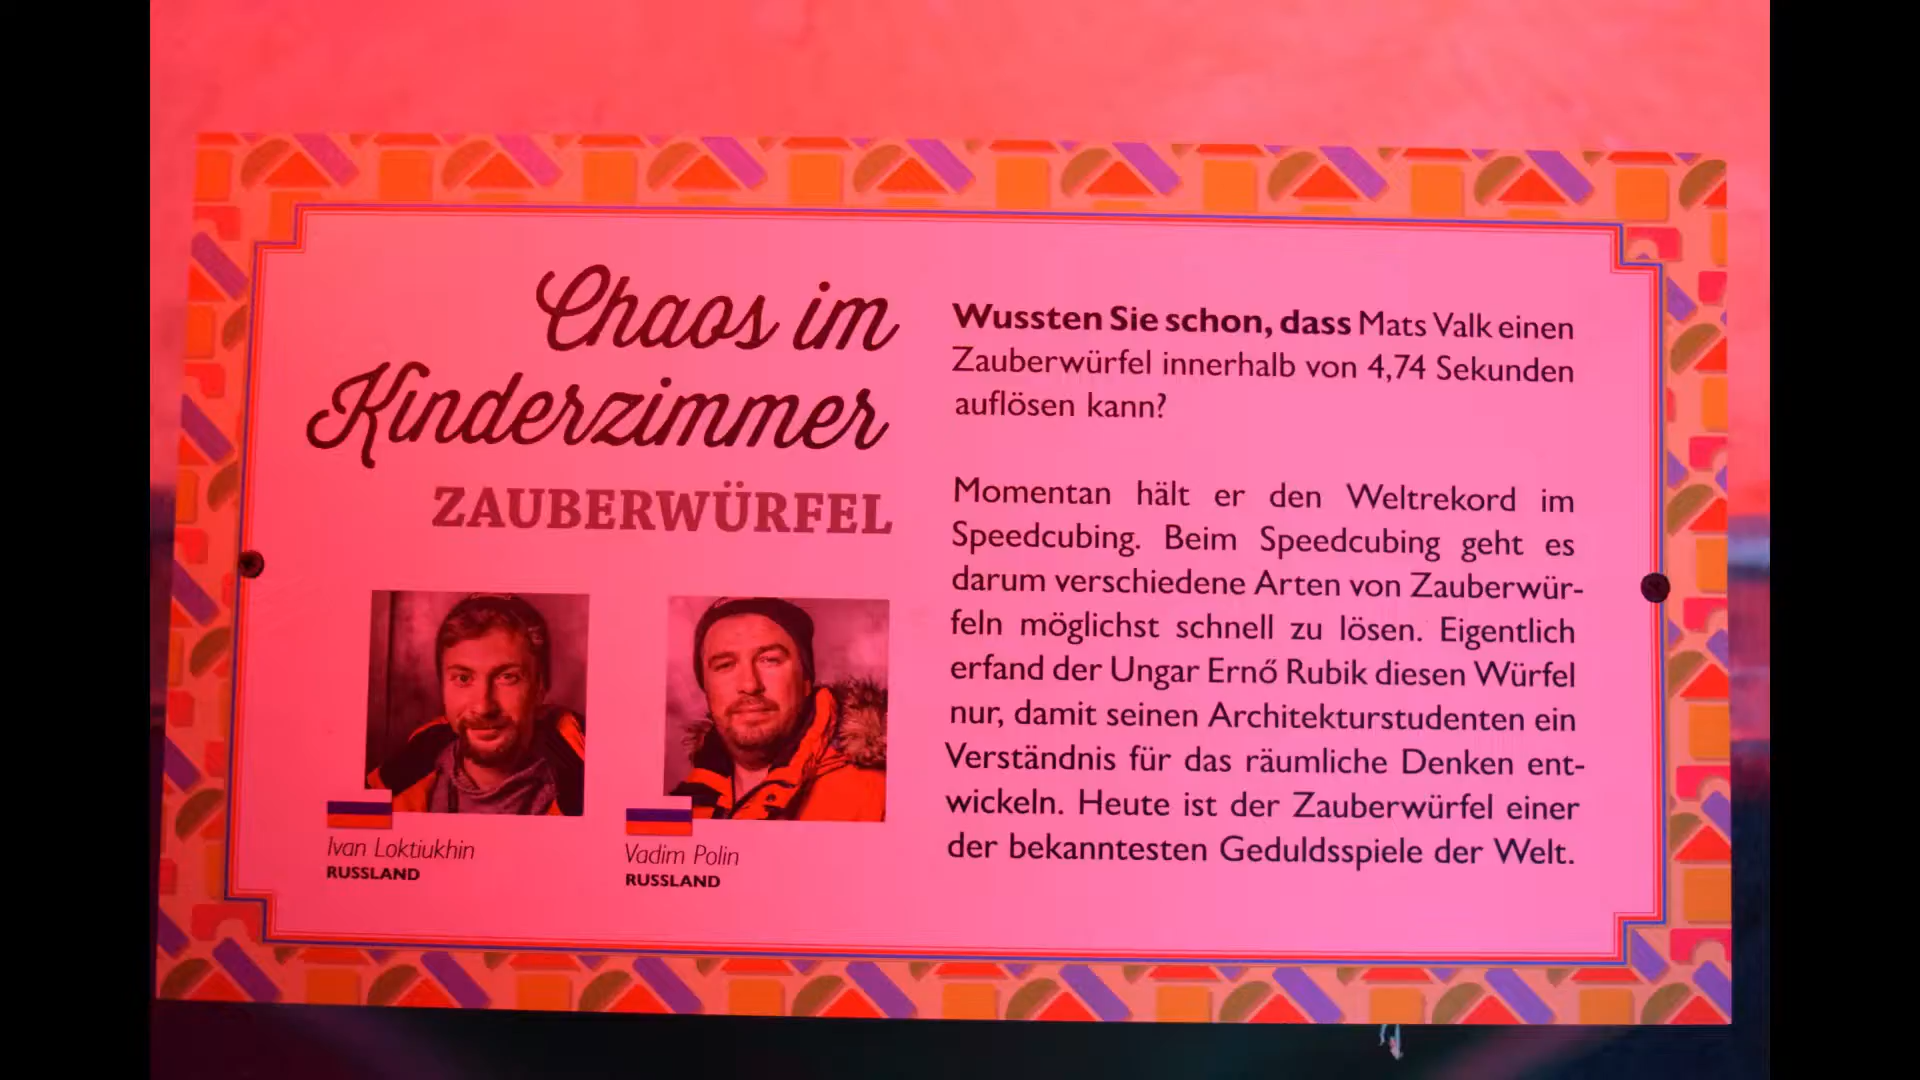 Chaos im
Kinderzimmer
ZAUBERWÜRFEL
Ivan Loktiukhin
RUSSLAND
Vadim Polin
RUSSLAND
Wussten Sie schon, dass Mats Valk einen
Zauberwürfel innerhalb von 4,74 Sekunden
auflösen kann?
Momentan hält er den Weltrekord im
Speedcubing. Beim Speedcubing geht es
darum verschiedene Arten von Zauberwür-
feln möglichst schnell zu lösen. Eigentlich
erfand der Ungar Ernő Rubik diesen Würfel
nur, damit seinen Architekturstudenten ein
Verständnis für das räumliche Denken ent-
wickeln. Heute ist der Zauberwürfel einer
der bekanntesten Geduldsspiele der Welt.